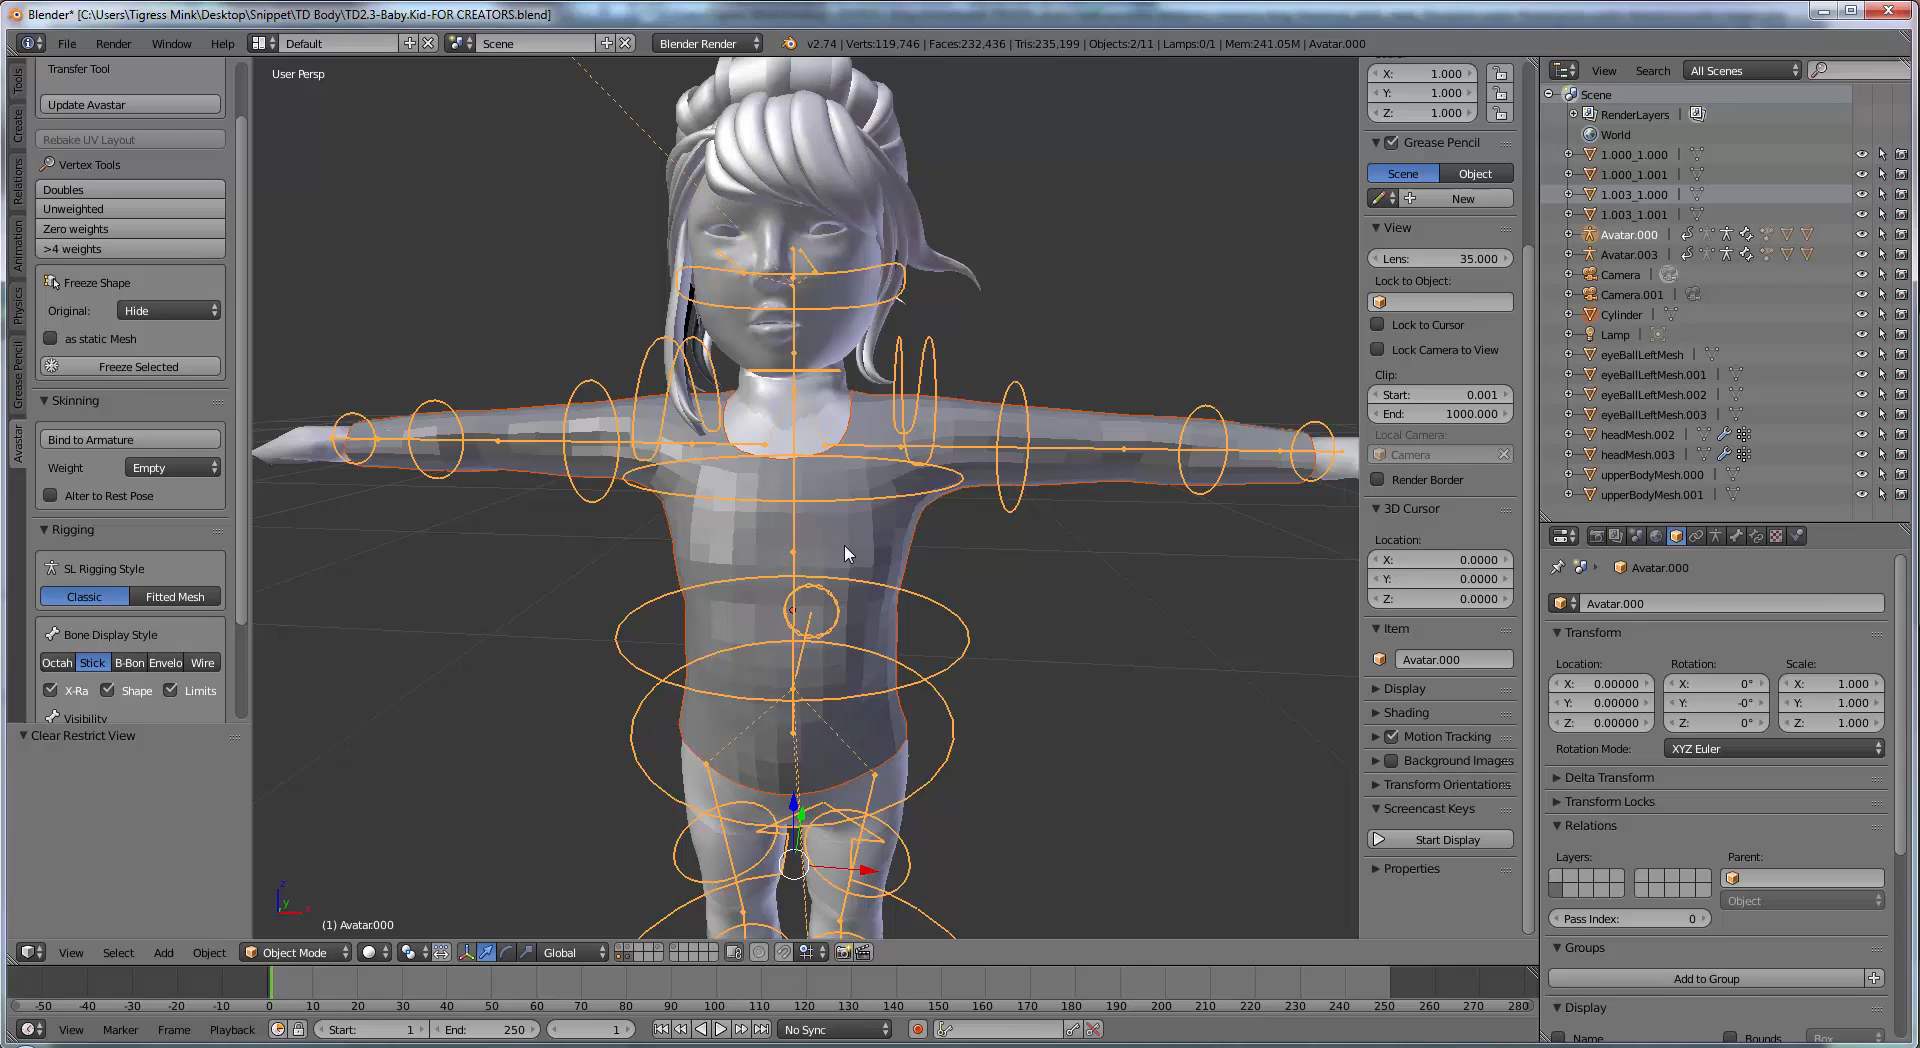 Blender* [C:\Users\Tigress Mink\Desktop\Snippet\TD Body\TD2.3-Baby.Kid-FOR CREATORS.blend]
File Render Window Help Default Scene Blender Render v2.74 | Verts:119,746 | Faces:232,436 | Tris:235,199 | Objects:2/11 | Lamps:0/1 | Mem:241.05M | Avatar.000
Tools
Create
Relations
Animation
Physics
Grease Pencil
Avastar
Transfer Tool
Update Avastar
Rebake UV Layout
Vertex Tools
Doubles
Unweighted
Zero weights
>4 weights
Freeze Shape
Original: Hide
as static Mesh
Freeze Selected
Skinning
Bind to Armature
Weight Empty
Alter to Rest Pose
Rigging
SL Rigging Style
Classic Fitted Mesh
Bone Display Style
Octah Stick B-Bon Envelo Wire
X-Ra Shape Limits
Visibility
Clear Restrict View
User Persp
(1) Avatar.000
X: 1.000
Y: 1.000
Z: 1.000
Grease Pencil
Scene Object
New
View
Lens: 35.000
Lock to Object:
Lock to Cursor
Lock Camera to View
Clip:
Start: 0.001
End: 1000.000
Local Camera:
Camera
Render Border
3D Cursor
Location:
X: 0.0000
Y: 0.0000
Z: 0.0000
Item
Avatar.000
Display
Shading
Motion Tracking
Background Images
Transform Orientations
Screencast Keys
Start Display
Properties
View Search All Scenes
Scene
RenderLayers |
World
1.000_1.000 |
1.000_1.001 |
1.003_1.000 |
1.003_1.001 |
Avatar.000 |
Avatar.003 |
Camera |
Camera.001 |
Cylinder |
Lamp |
eyeBallLeftMesh |
eyeBallLeftMesh.001 |
eyeBallLeftMesh.002 |
eyeBallLeftMesh.003 |
headMesh.002 |
headMesh.003 |
upperBodyMesh.000 |
upperBodyMesh.001 |
Avatar.000
Avatar.000
Transform
Location: Rotation: Scale:
X: 0.00000 X: 0° X: 1.000
Y: 0.00000 Y: -0° Y: 1.000
Z: 0.00000 Z: 0° Z: 1.000
Rotation Mode: XYZ Euler
Delta Transform
Transform Locks
Relations
Layers: Parent:
Object
Pass Index: 0
Groups
Add to Group
Display
Name Bounds Box
View Select Add Object Object Mode Global
-50 -40 -30 -20 -10 0 10 20 30 40 50 60 70 80 90 100 110 120 130 140 150 160 170 180 190 200 210 220 230 240 250 260 270 280
View Marker Frame Playback Start: 1 End: 250 1 No Sync